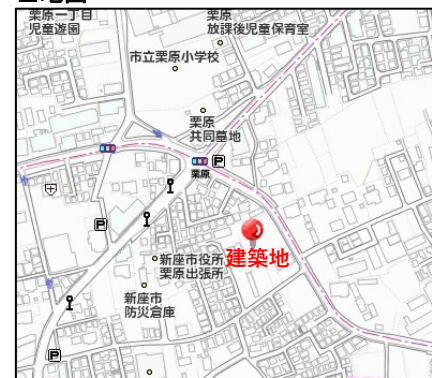 栗原一丁目
児童遊園
栗原
放課後児童保育室
市立栗原小学校
栗原
共同墓地
P
栗原
P
建築地
新座市役所
栗原出張所
新座市
防災倉庫
P